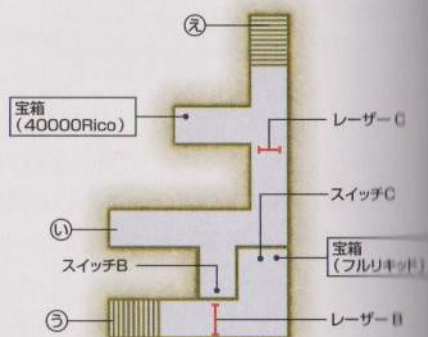 え
宝箱
(40000Rico)
レーザーC
スイッチC
い
宝箱
(フルリキッド)
スイッチB
う
レーザーB